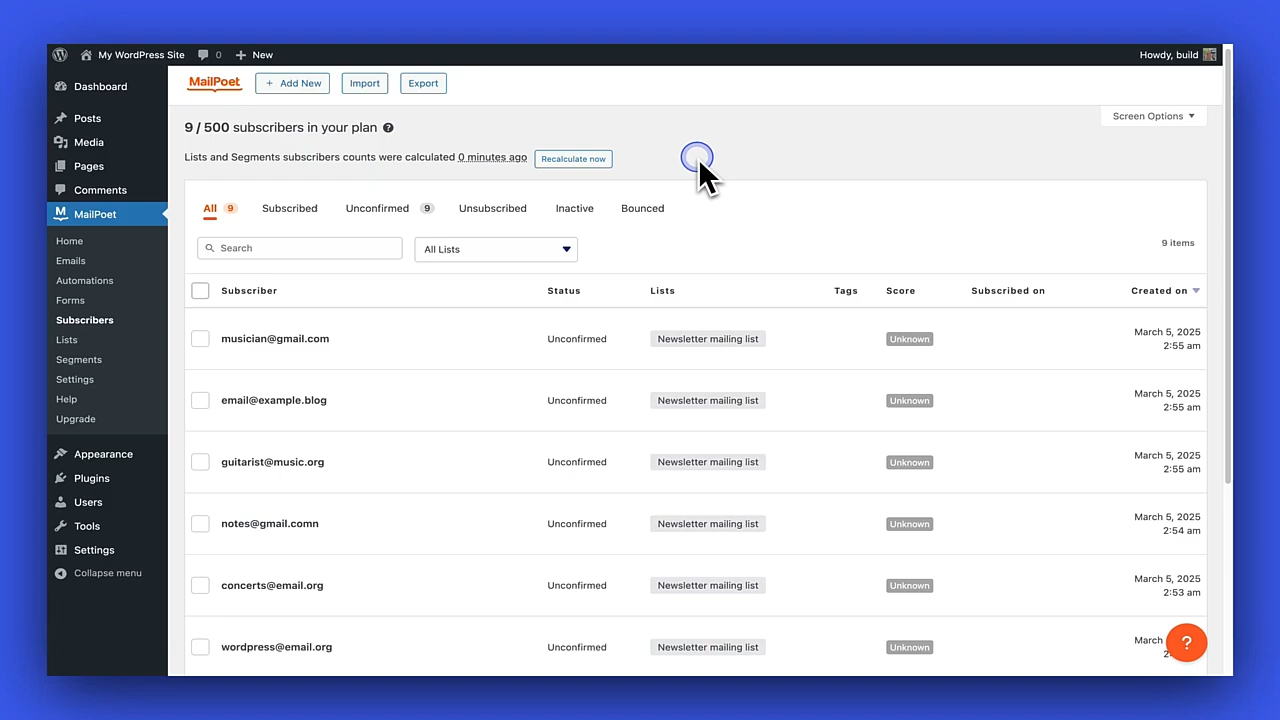 My WordPress Site 0 + New Howdy, build
Dashboard
Posts
Media
Pages
Comments
MailPoet
Home
Emails
Automations
Forms
Subscribers
Lists
Segments
Settings
Help
Upgrade
Appearance
Plugins
Users
Tools
Settings
Collapse menu
MailPoet + Add New Import Export
Screen Options ▼
9 / 500 subscribers in your plan ?
Lists and Segments subscribers counts were calculated 0 minutes ago Recalculate now
All 9 Subscribed Unconfirmed 9 Unsubscribed Inactive Bounced
Search All Lists 9 items
Subscriber Status Lists Tags Score Subscribed on Created on
musician@gmail.com Unconfirmed Newsletter mailing list Unknown March 5, 2025
2:55 am
email@example.blog Unconfirmed Newsletter mailing list Unknown March 5, 2025
2:55 am
guitarist@music.org Unconfirmed Newsletter mailing list Unknown March 5, 2025
2:55 am
notes@gmail.comn Unconfirmed Newsletter mailing list Unknown March 5, 2025
2:54 am
concerts@email.org Unconfirmed Newsletter mailing list Unknown March 5, 2025
2:53 am
wordpress@email.org Unconfirmed Newsletter mailing list Unknown March
?